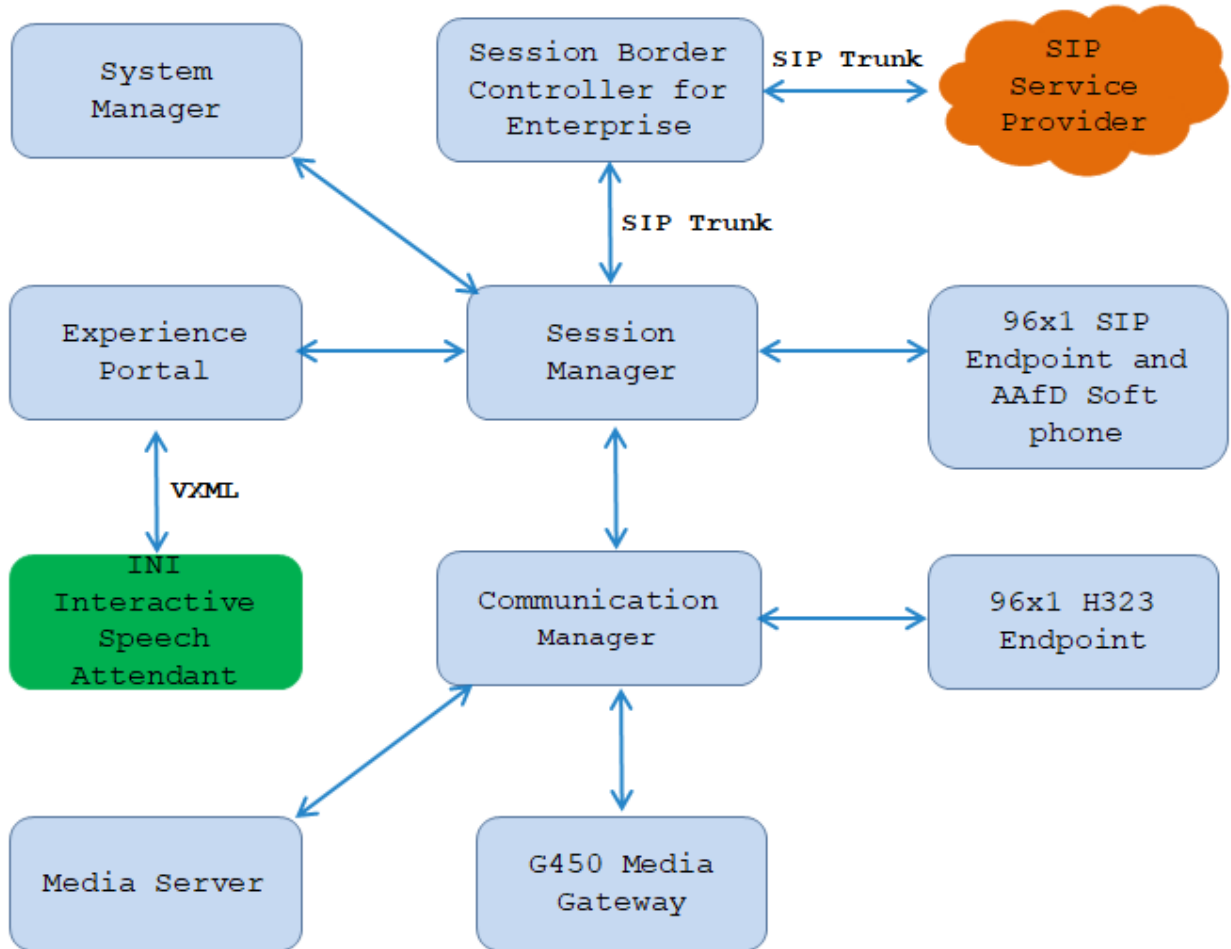 System
Manager
Session Border
Controller for
Enterprise
SIP Trunk
SIP
Service
Provider
SIP Trunk
Experience
Portal
Session
Manager
96x1 SIP
Endpoint and
AAfD Soft
phone
VXML
INI
Interactive
Speech
Attendant
Communication
Manager
96x1 H323
Endpoint
Media Server
G450 Media
Gateway